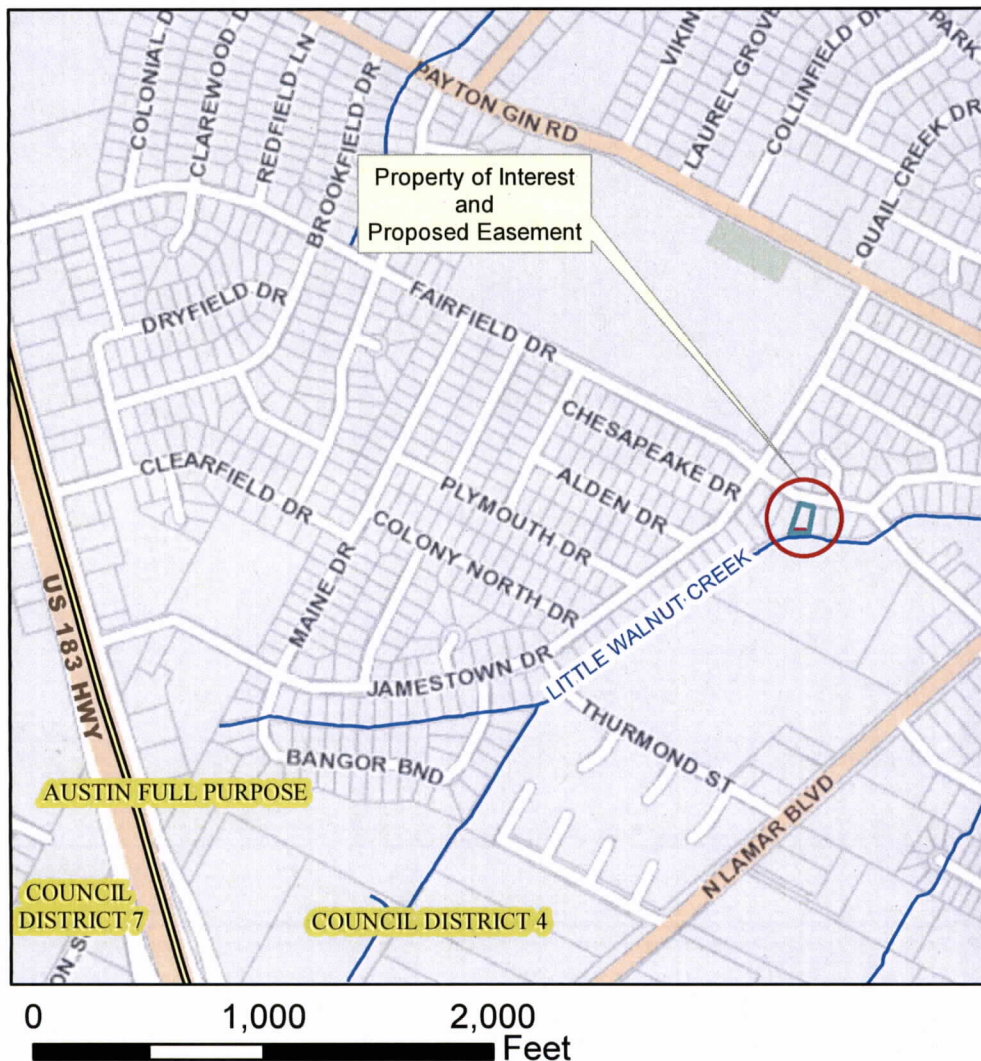 COLONIAL D
CLAREWOOD D
REDFIELD LN
BROOKFIELD DR
PAYTON GIN RD
VIKIN
LAUREL GROVE
COLLINFIELD DR
PARK
QUAIL CREEK DR
Property of Interest
and
Proposed Easement
DRYFIELD DR
FAIRFIELD DR
CHESAPEAKE DR
ALDEN DR
PLYMOUTH DR
CLEARFIELD DR
COLONY NORTH DR
MAINE DR
US 183 HWY
JAMESTOWN DR
LITTLE WALNUT CREEK
THURMOND ST
BANGOR BND
N LAMAR BLVD
AUSTIN FULL PURPOSE
COUNCIL
DISTRICT 7
COUNCIL DISTRICT 4
ON S
0 1,000 2,000
Feet